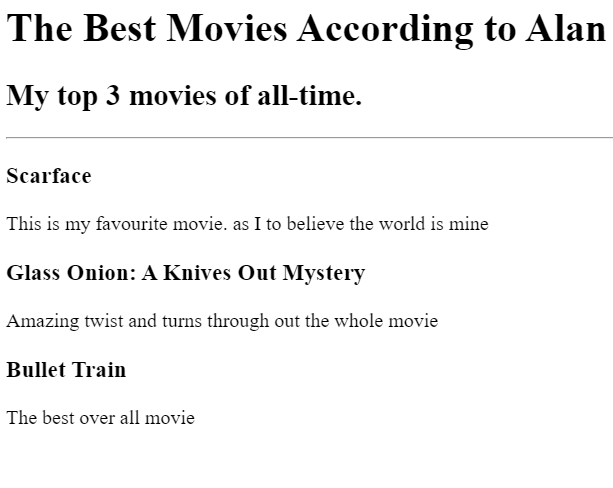 The Best Movies According to Alan
My top 3 movies of all-time.
Scarface
This is my favourite movie. as I to believe the world is mine
Glass Onion: A Knives Out Mystery
Amazing twist and turns through out the whole movie
Bullet Train
The best over all movie